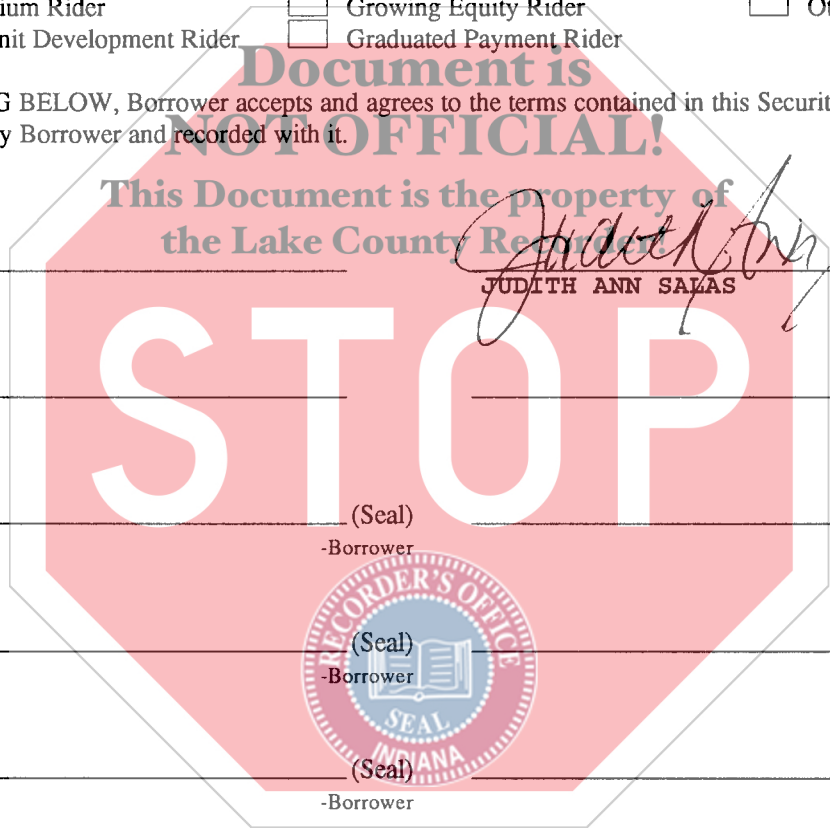 ium Rider Growing Equity Rider
nit Development Rider Graduated Payment Rider
Document is
G BELOW, Borrower accepts and agrees to the terms contained in this Securit
y Borrower and recorded with it.
NOT OFFICIAL!
This Document is the property of
the Lake County Recorder!
JUDITH ANN SALAS
STOP
(Seal)
-Borrower
RECORDER'S OFFICE
(Seal)
-Borrower
SEAL
INDIANA
(Seal)
-Borrower